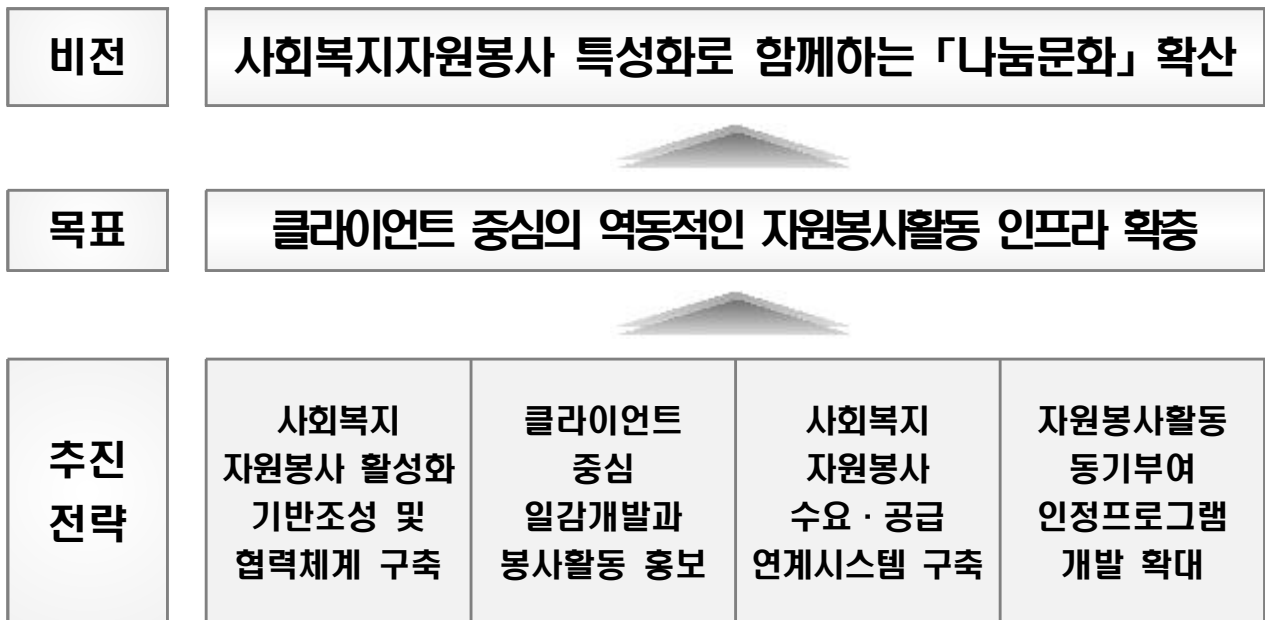 비전
사회복지자원봉사 특성화로 함께하는 「나눔문화」 확산
목표
클라이언트 중심의 역동적인 자원봉사활동 인프라 확충
추진
전략
사회복지
자원봉사 활성화
기반조성 및
협력체계 구축
클라이언트
중심
일감개발과
봉사활동 홍보
사회복지
자원봉사
수요 · 공급
연계시스템 구축
자원봉사활동
동기부여
인정프로그램
개발 확대